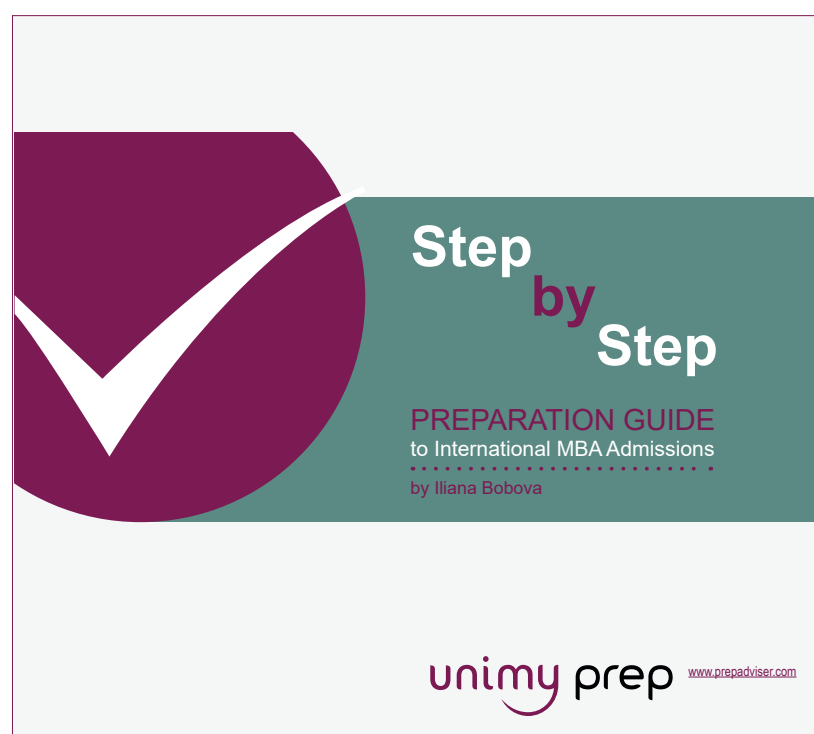 Step
by
Step
PREPARATION GUIDE
to International MBA Admissions
by Iliana Bobova
unimy prep www.prepadviser.com